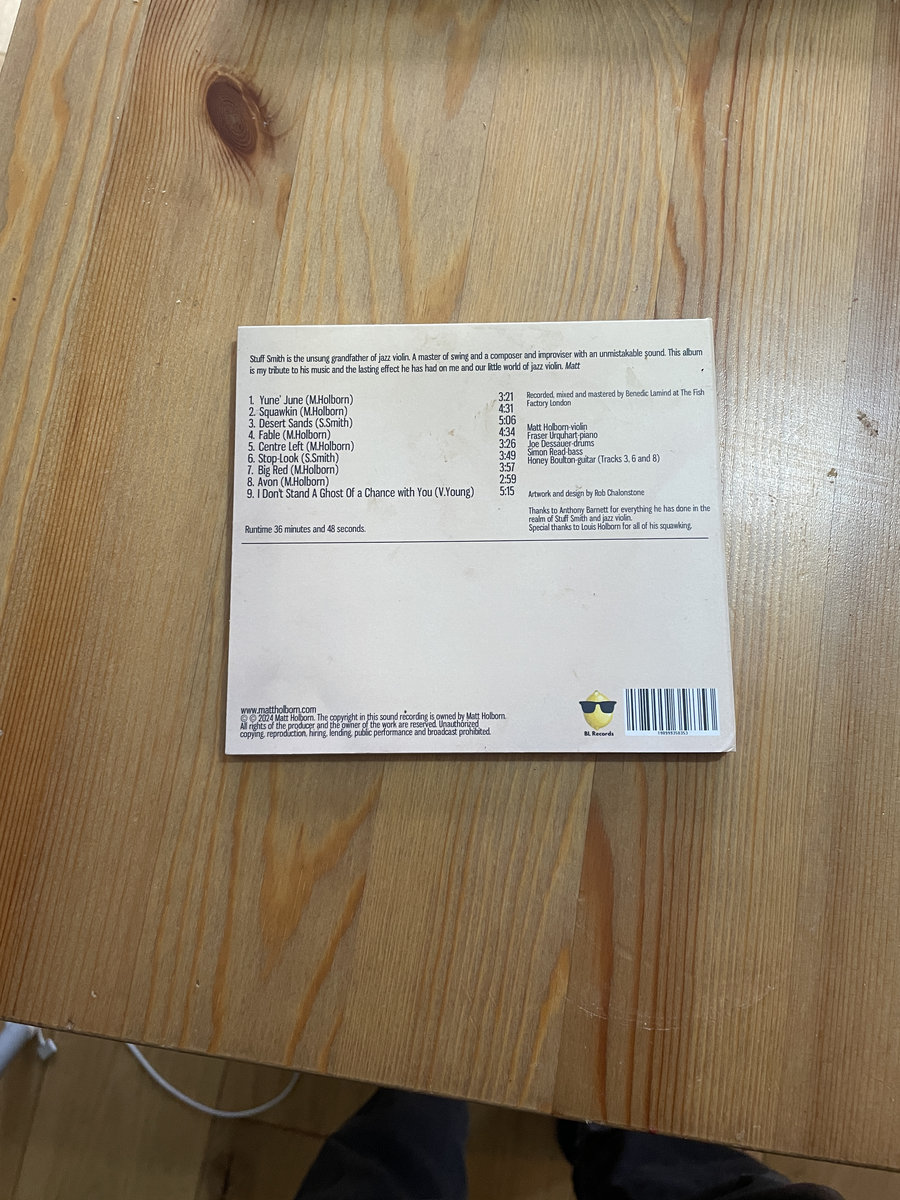 Stuff Smith is the unsung grandfather of jazz violin. A master of swing and a composer and improviser with an unmistakable sound. This album
is my tribute to his music and the lasting effect he has had on me and our little world of jazz violin. Matt
1. Yune' June (M.Holborn) 3:21
2. Squawkin (M.Holborn) 4:31
3. Desert Sands (S.Smith) 5:06
4. Fable (M.Holborn) 4:34
5. Centre Left (M.Holborn) 3:26
6. Stop-Look (S.Smith) 3:49
7. Big Red (M.Holborn) 3:57
8. Avon (M.Holborn) 2:59
9. I Don't Stand A Ghost Of a Chance with You (V.Young) 5:15
Runtime 36 minutes and 48 seconds.
Recorded, mixed and mastered by Benedic Lamind at The Fish
Factory London
Matt Holborn-violin
Fraser Urquhart-piano
Joe Dessauer-drums
Simon Read-bass
Honey Boulton-guitar (Tracks 3, 6 and 8)
Artwork and design by Rob Chalonstone
Thanks to Anthony Barnett for everything he has done in the
realm of Stuff Smith and jazz violin.
Special thanks to Louis Holborn for all of his squawking.
www.mattholborn.com
© © 2024 Matt Holborn. The copyright in this sound recording is owned by Matt Holborn.
All rights of the producer and the owner of the work are reserved. Unauthorized
copying, reproduction, hiring, lending, public performance and broadcast prohibited.
BL Records